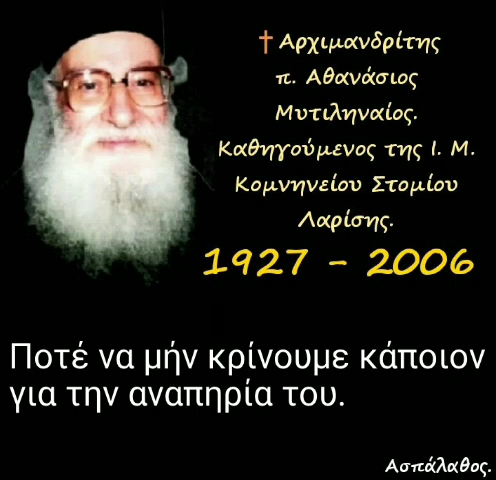 † Αρχιμανδρίτης
π. Αθανάσιος
Μυτιληναίος.
Καθηγούμενος της Ι. Μ.
Κομνηνείου Στομίου
Λαρίσης.
1927 - 2006
Ποτέ να μήν κρίνουμε κάποιον
για την αναπηρία του.
Ασπάλαθος.